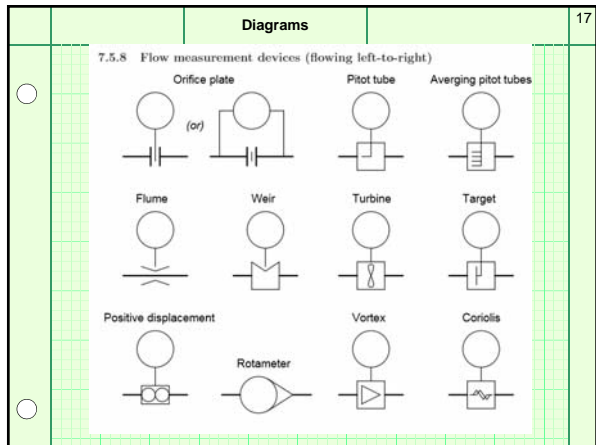 Diagrams
17
7.5.8 Flow measurement devices (flowing left-to-right)
Orifice plate
Pitot tube
Averging pitot tubes
(or)
Flume
Weir
Turbine
Target
Positive displacement
Rotameter
Vortex
Coriolis